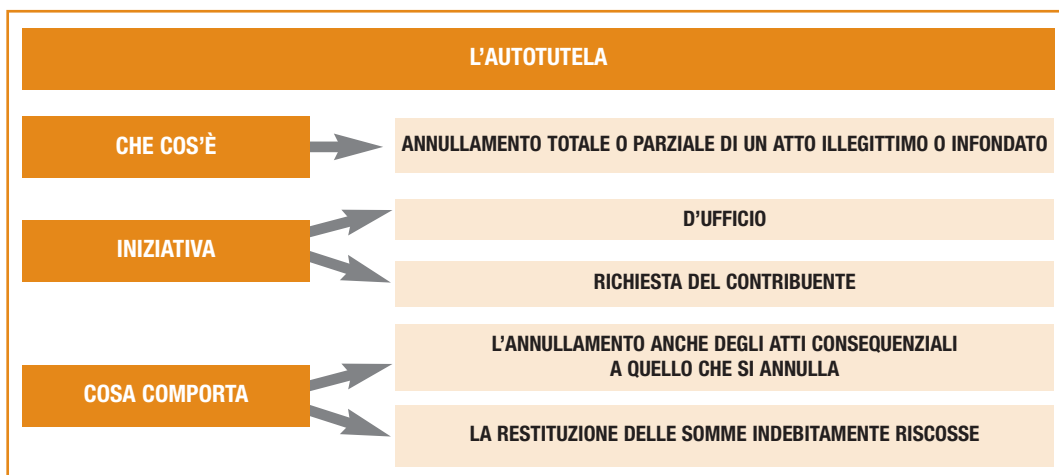 L'AUTOTUTELA
CHE COS'È
ANNULLAMENTO TOTALE O PARZIALE DI UN ATTO ILLEGITTIMO O INFONDATO
INIZIATIVA
D'UFFICIO
RICHIESTA DEL CONTRIBUENTE
COSA COMPORTA
L'ANNULLAMENTO ANCHE DEGLI ATTI CONSEQUENZIALI
A QUELLO CHE SI ANNULLA
LA RESTITUZIONE DELLE SOMME INDEBITAMENTE RISCOSSE